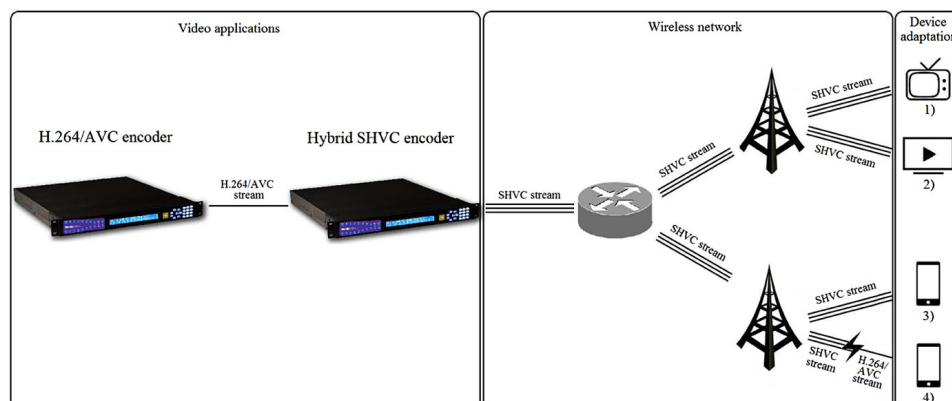 Video applications
H.264/AVC encoder
Hybrid SHVC encoder
H.264/AVC
stream
Wireless network
SHVC stream
SHVC stream
SHVC stream
SHVC stream
SHVC stream
SHVC stream
SHVC
stream
H.264/
AVC
stream
Device
adaptation
1)
2)
3)
4)